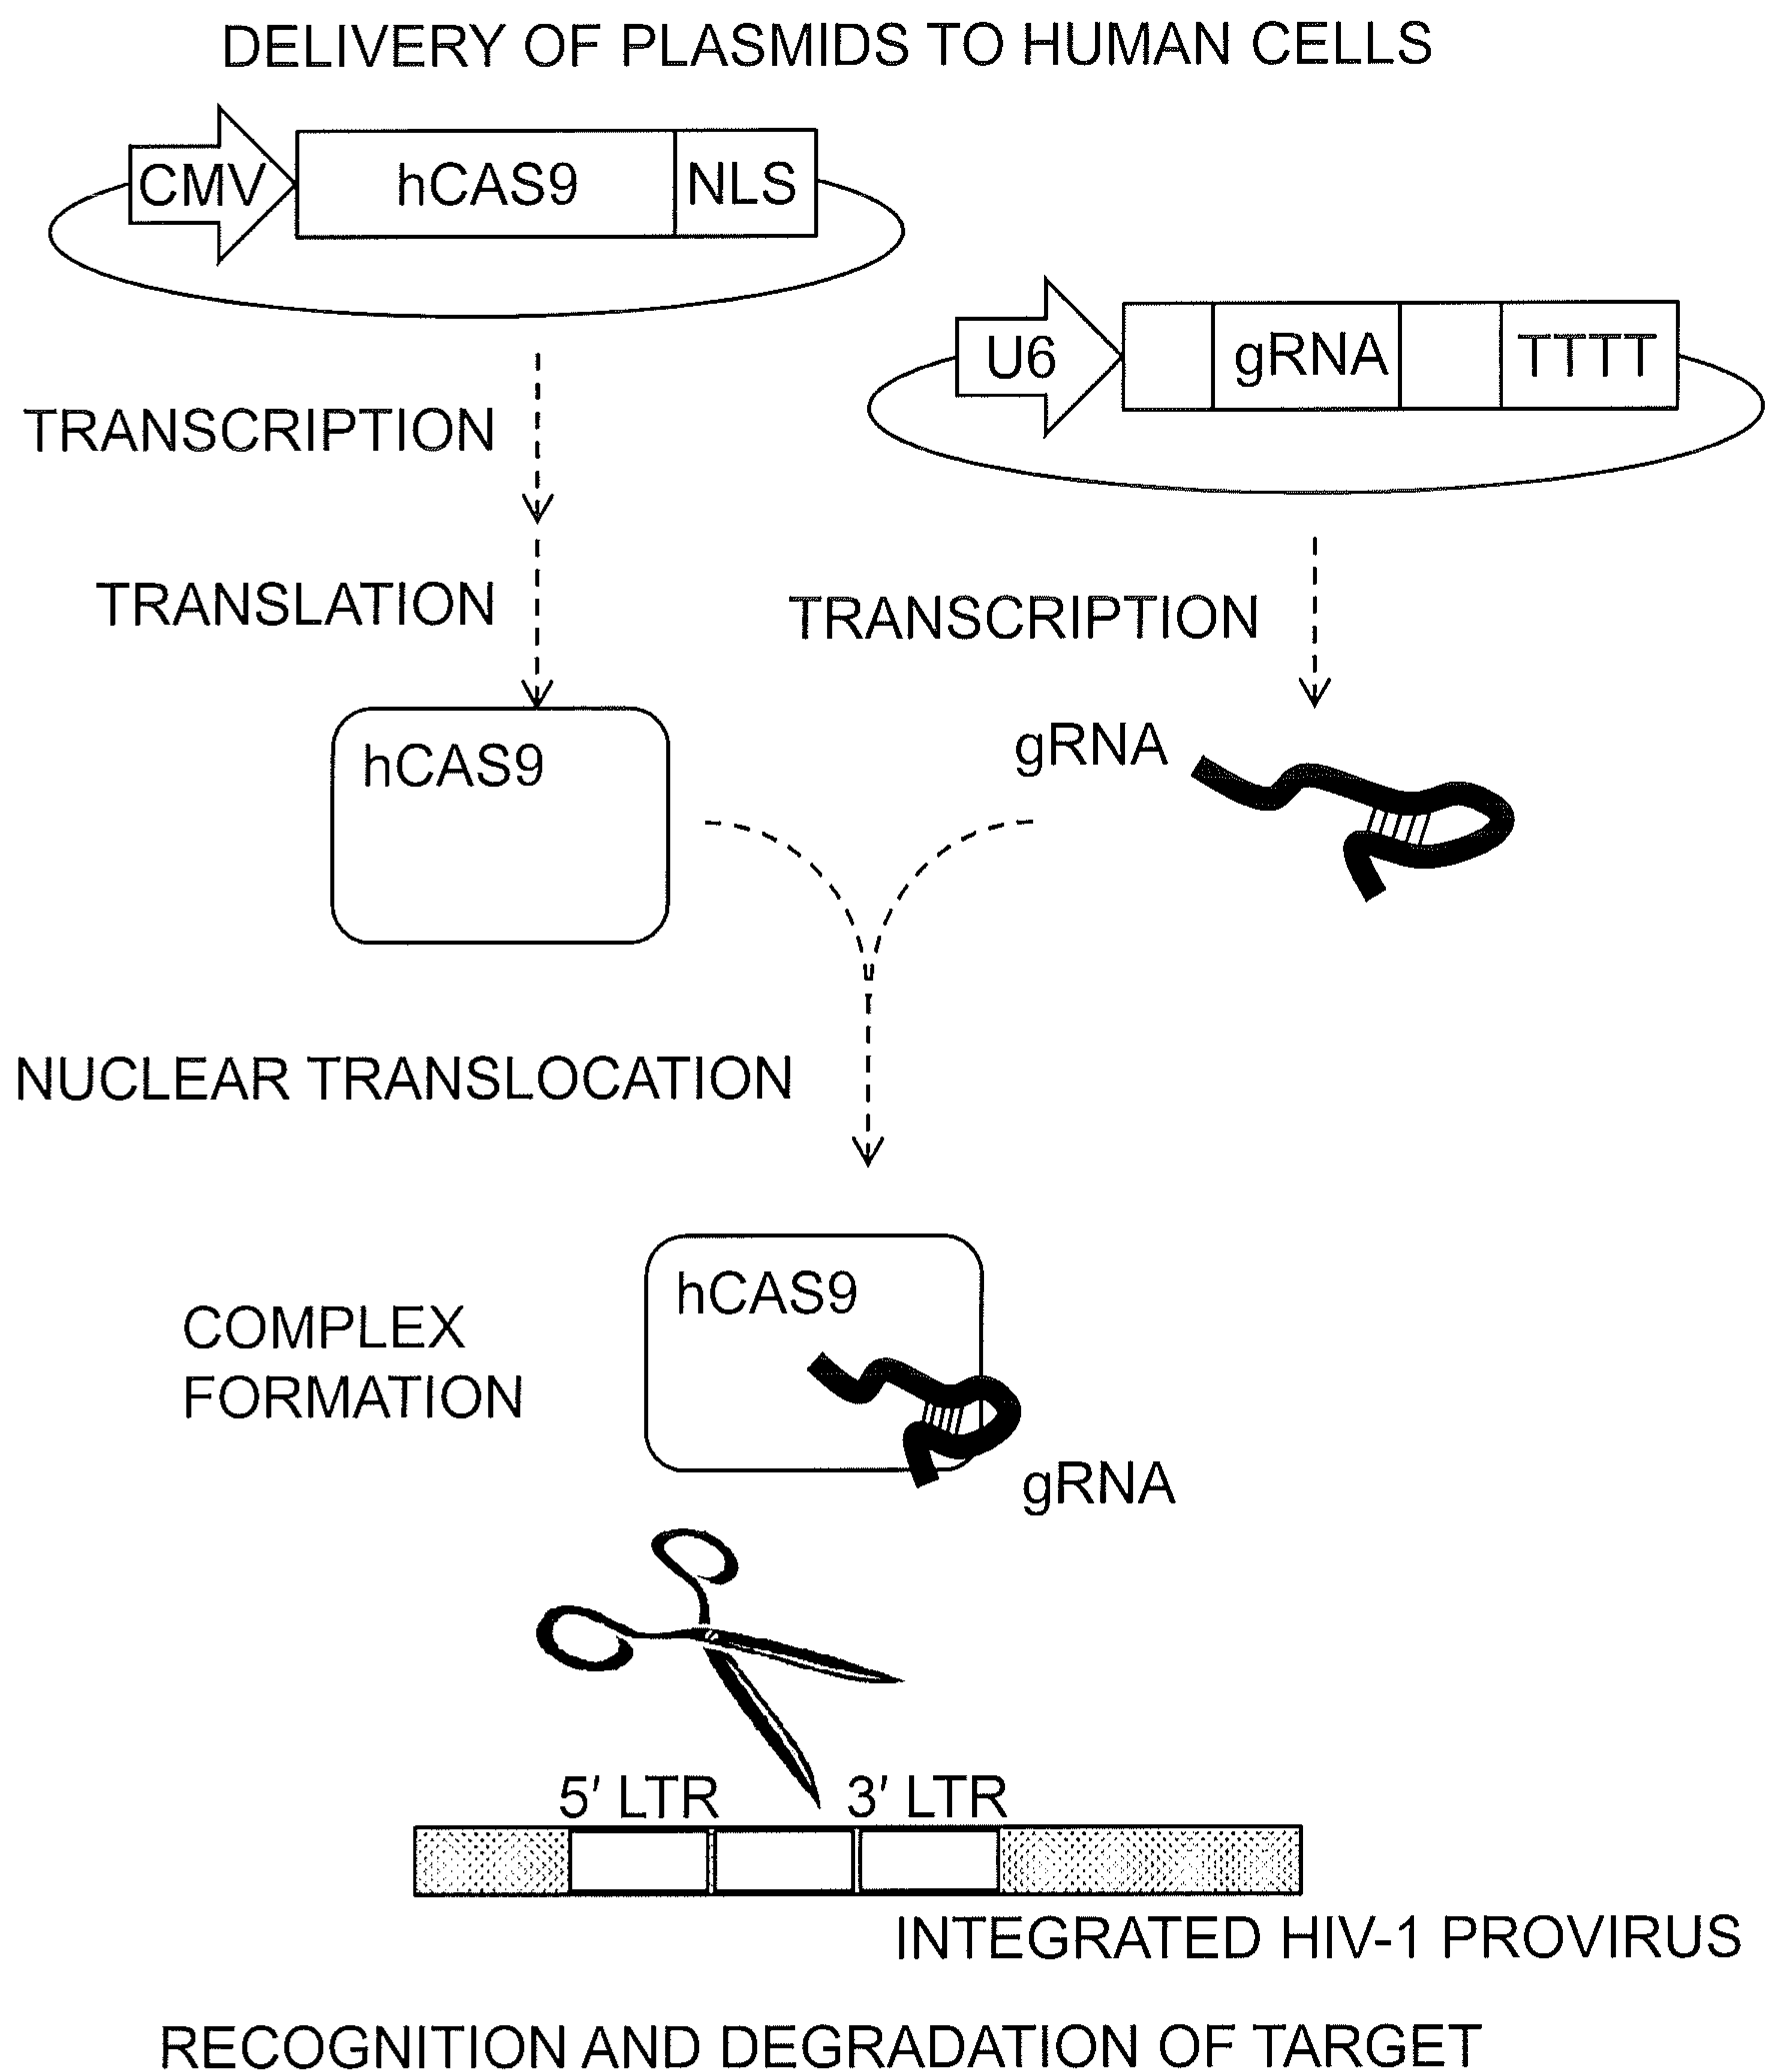 DELIVERY OF PLASMIDS TO HUMAN CELLS
CMV hCAS9 NLS
U6 gRNA TTTT
TRANSCRIPTION
TRANSLATION
TRANSCRIPTION
hCAS9
gRNA
NUCLEAR TRANSLOCATION
hCAS9
COMPLEX
FORMATION
gRNA
5' LTR 3' LTR
INTEGRATED HIV-1 PROVIRUS
RECOGNITION AND DEGRADATION OF TARGET